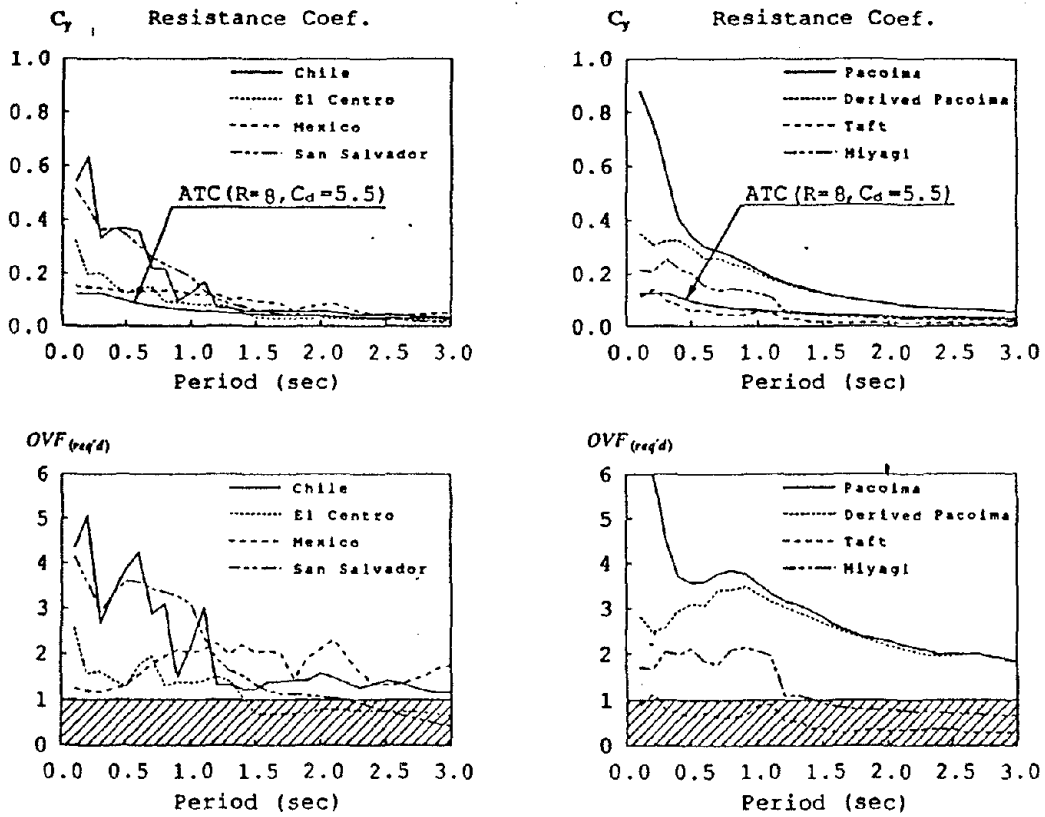 Cy Resistance Coef.
1.0
0.8
0.6
0.4
0.2
0.0
Chile
El Centro
Mexico
San Salvador
ATC (R=8, Cd=5.5)
0.0 0.5 1.0 1.5 2.0 2.5 3.0
Period (sec)
Cy Resistance Coef.
1.0
0.8
0.6
0.4
0.2
0.0
Pacoima
Derived Pacoima
Taft
Miyagi
ATC (R=8, Cd=5.5)
0.0 0.5 1.0 1.5 2.0 2.5 3.0
Period (sec)
OVF(req'd)
6
5
4
3
2
1
0
Chile
El Centro
Mexico
San Salvador
0.0 0.5 1.0 1.5 2.0 2.5 3.0
Period (sec)
OVF(req'd)
6
5
4
3
2
1
0
Pacoima
Derived Pacoima
Taft
Miyagi
0.0 0.5 1.0 1.5 2.0 2.5 3.0
Period (sec)